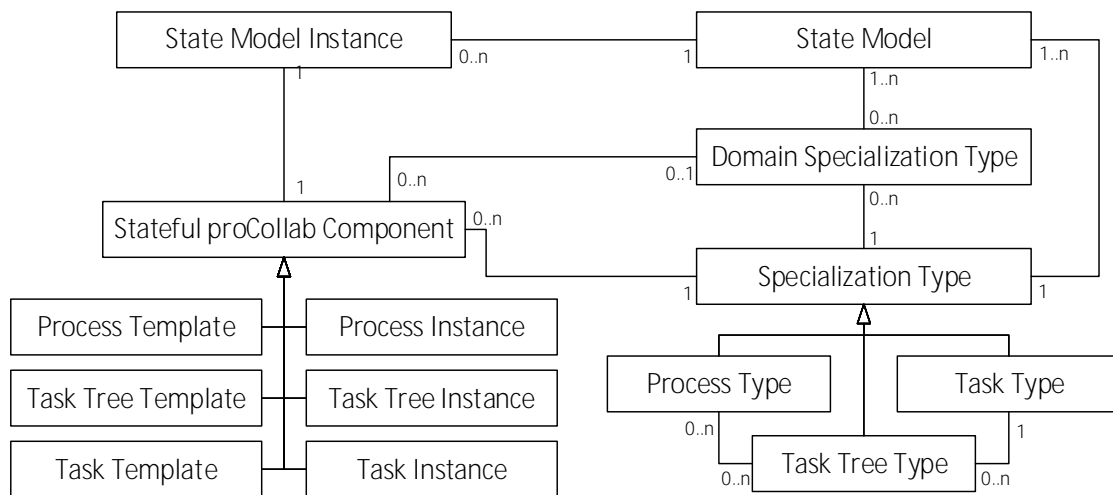 State Model Instance
State Model
0..n
1
1..n
1
1..n
0..n
Domain Specialization Type
0..n
0..1
0..n
1
Stateful proCollab Component
0..n
1
Specialization Type
1
1
Process Template
Process Instance
Process Type
Task Type
Task Tree Template
Task Tree Instance
0..n
1
Task Template
Task Instance
Task Tree Type
0..n
0..n